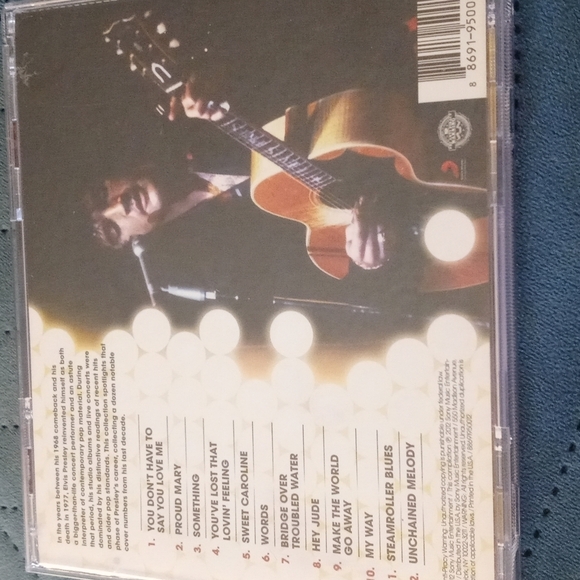 In the years between his 1968 comeback and his
death in 1977, Elvis Presley reinvented himself as both
a bigger-than-life concert performer and an astute
interpreter of contemporary pop material. During
that period, his studio albums and live concerts were
dominated by his distinctive readings of recent hits
and older pop standards. This collection spotlights that
phase of Presley's career, collecting a dozen notable
cover numbers from his last decade.
1. YOU DON'T HAVE TO
SAY YOU LOVE ME
2. PROUD MARY
3. SOMETHING
4. YOU'VE LOST THAT
LOVIN' FEELING
5. SWEET CAROLINE
6. WORDS
7. BRIDGE OVER
TROUBLED WATER
8. HEY JUDE
9. MAKE THE WORLD
GO AWAY
10. MY WAY
1. STEAMROLLER BLUES
2. UNCHAINED MELODY
8 8691-9500